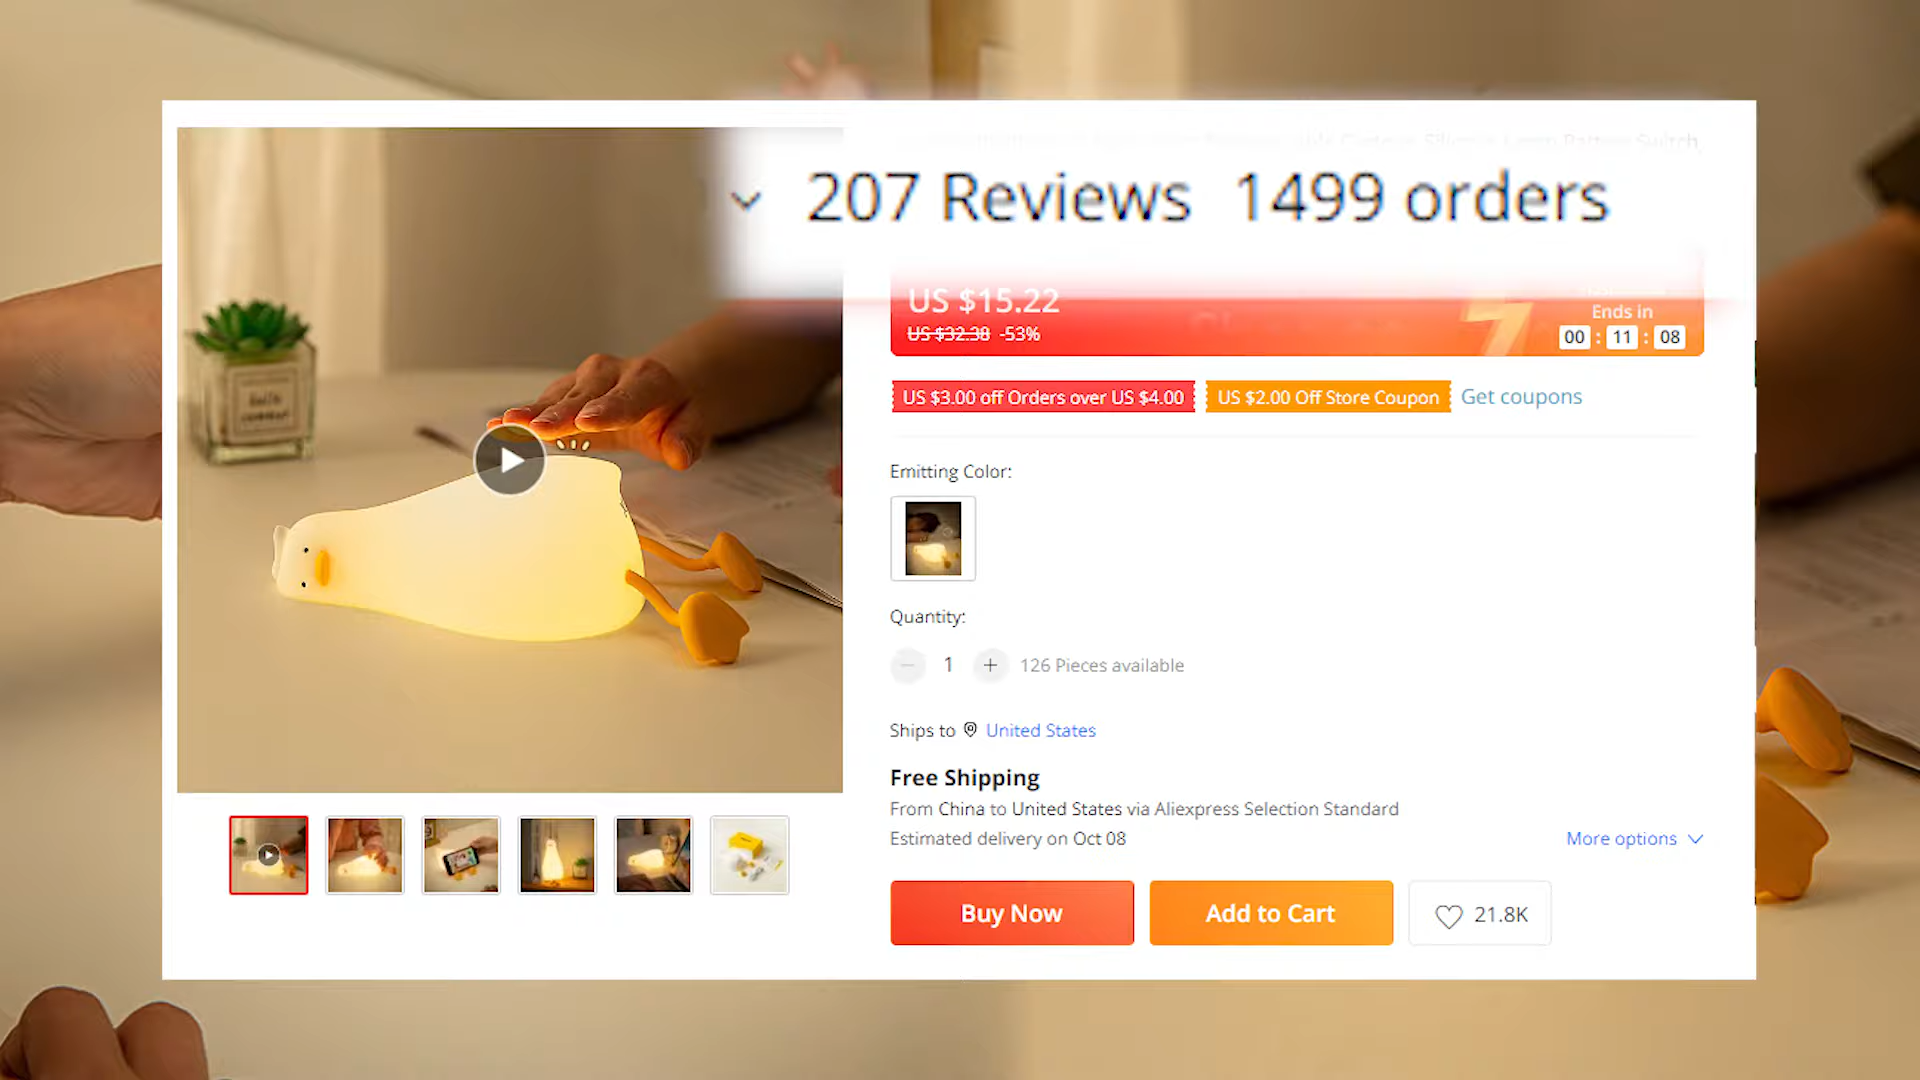 Switch,
207 Reviews 1499 orders
US $15.22
US $32.38 -53%
7
Ends in
00 : 11 : 08
US $3.00 off Orders over US $4.00 US $2.00 Off Store Coupon Get coupons
Emitting Color:
Quantity:
1 + 126 Pieces available
Ships to United States
Free Shipping
From China to United States via Aliexpress Selection Standard
Estimated delivery on Oct 08
More options
Buy Now Add to Cart 21.8K